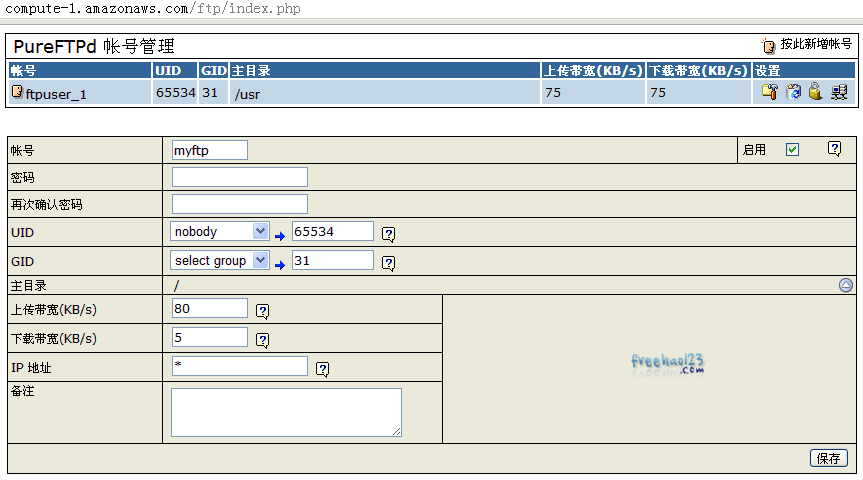 compute-1.amazonaws.com/ftp/index.php
PureFTPd 帐号管理 按此新增帐号
帐号 UID GID 主目录 上传带宽(KB/s) 下载带宽(KB/s) 设置
ftpuser_1 65534 31 /usr 75 75
帐号 myftp 启用
密码
再次确认密码
UID nobody 65534
GID select group 31
主目录 /
上传带宽(KB/s) 80
下载带宽(KB/s) 5
IP 地址 *
freehao123
.com
备注
保存